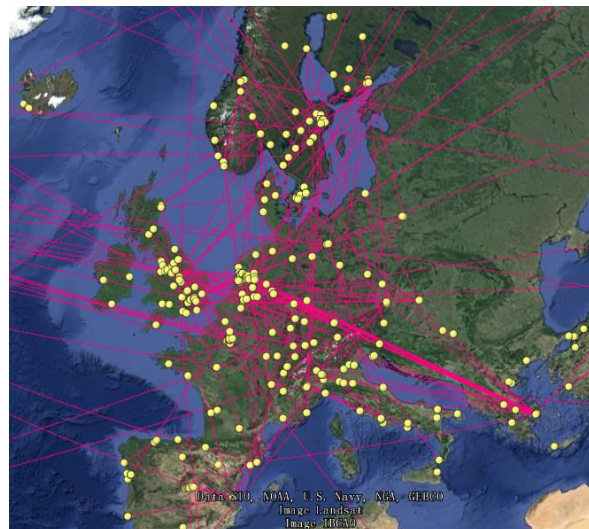 Data SIO, NOAA, U.S. Navy, NGA, GEBCO
Image Landsat
Image IBCAO